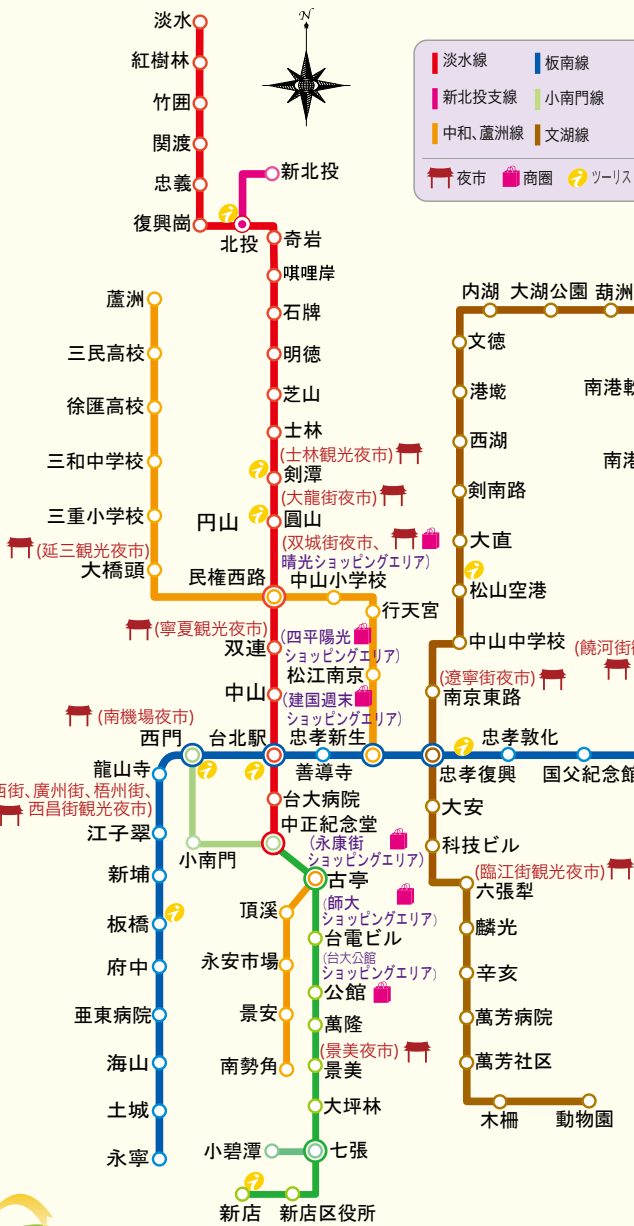 N
淡水
紅樹林
竹囲
関渡
忠義
復興崗
新北投
北投
淡水線
板南線
新北投支線
小南門線
中和、蘆洲線
文湖線
夜市
商圏
ツーリス
奇岩
唭哩岸
石牌
明徳
芝山
士林
(士林観光夜市)
剣潭
(大龍街夜市)
円山
圓山
(双城街夜市、
晴光ショッピングエリア)
蘆洲
三民高校
徐匯高校
三和中学校
三重小学校
(延三観光夜市)
大橋頭
民権西路
中山小学校
行天宮
(寧夏観光夜市)
双連
(四平陽光
ショッピングエリア)
松江南京
中山
(建国週末
ショッピングエリア)
(南機場夜市)
西門
台北駅
忠孝新生
善導寺
龍山寺
西街、廣州街、梧州街、
西昌街観光夜市)
江子翠
新埔
板橋
府中
亜東病院
海山
土城
永寧
小南門
台大病院
中正紀念堂
(永康街
ショッピングエリア)
古亭
(師大
ショッピングエリア)
頂溪
台電ビル
(台大公館
ショッピングエリア)
永安市場
公館
景安
萬隆
(景美夜市)
南勢角
景美
大坪林
小碧潭
七張
新店
新店区役所
内湖
大湖公園
葫洲
文徳
港墘
南港軟
西湖
南港
剣南路
大直
松山空港
中山中学校
(饒河街観
(遼寧街夜市)
南京東路
忠孝敦化
忠孝復興
国父紀念館
大安
科技ビル
(臨江街観光夜市)
六張犁
麟光
辛亥
萬芳病院
萬芳社区
木柵
動物園